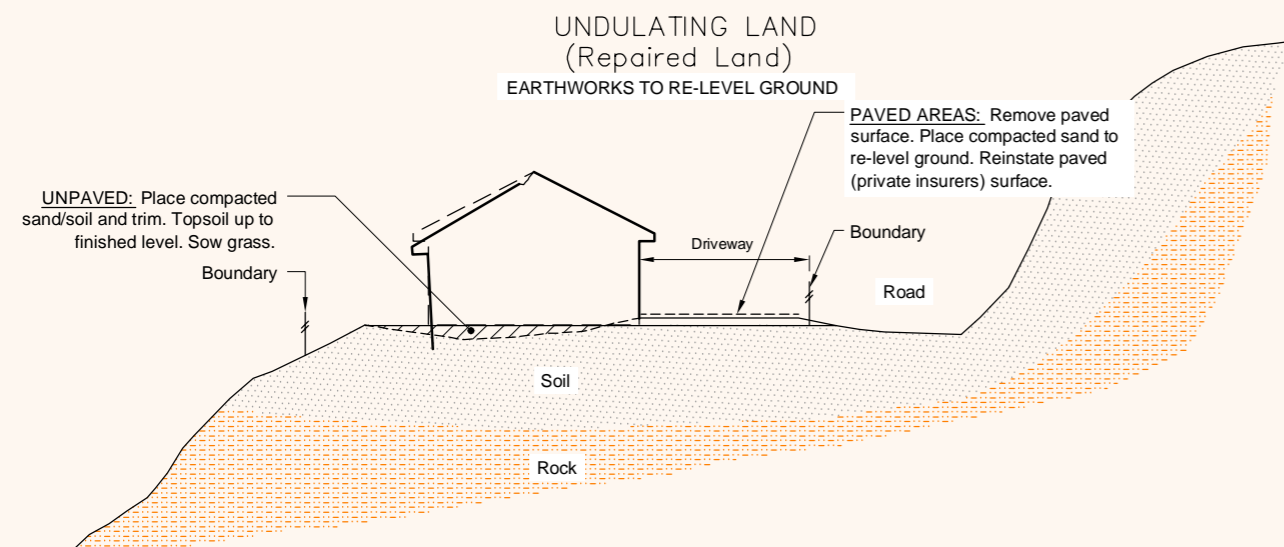 UNDULATING LAND
(Repaired Land)
EARTHWORKS TO RE-LEVEL GROUND
PAVED AREAS: Remove paved
surface. Place compacted sand to
re-level ground. Reinstate paved
(private insurers) surface.
UNPAVED: Place compacted
sand/soil and trim. Topsoil up to
finished level. Sow grass.
Boundary
Driveway
Boundary
Road
Soil
Rock